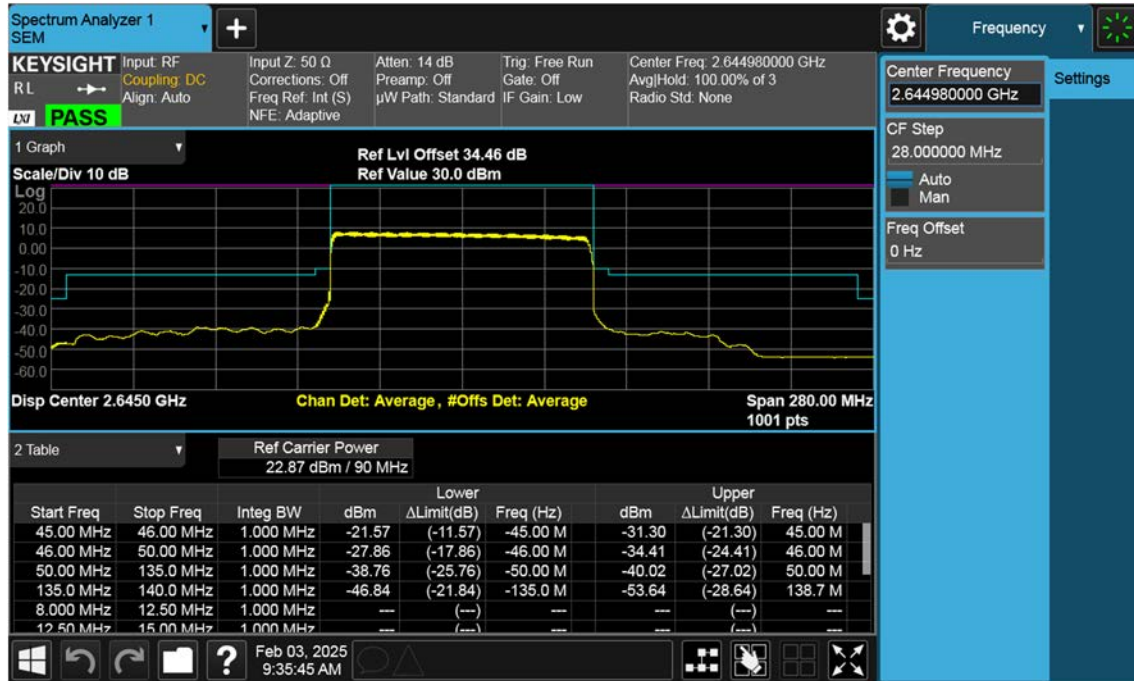 Spectrum Analyzer 1
SEM
+
Frequency
KEYSIGHT
R L
LXI
PASS
Input: RF
Coupling: DC
Align: Auto
Input Z: 50 Ω
Corrections: Off
Freq Ref: Int (S)
NFE: Adaptive
Atten: 14 dB
Preamp: Off
µW Path: Standard
Trig: Free Run
Gate: Off
IF Gain: Low
Center Freq: 2.644980000 GHz
Avg|Hold: 100.00% of 3
Radio Std: None
Center Frequency
2.644980000 GHz
Settings
CF Step
28.000000 MHz
Auto
Man
Freq Offset
0 Hz
1 Graph
Scale/Div 10 dB
Ref Lvl Offset 34.46 dB
Ref Value 30.0 dBm
Log
20.0
10.0
0.00
-10.0
-20.0
-30.0
-40.0
-50.0
-60.0
Disp Center 2.6450 GHz
Chan Det: Average , #Offs Det: Average
Span 280.00 MHz
1001 pts
2 Table
Ref Carrier Power
22.87 dBm / 90 MHz
Lower Upper
Start Freq Stop Freq Integ BW dBm ΔLimit(dB) Freq (Hz) dBm ΔLimit(dB) Freq (Hz)
45.00 MHz 46.00 MHz 1.000 MHz -21.57 (-11.57) -45.00 M -31.30 (-21.30) 45.00 M
46.00 MHz 50.00 MHz 1.000 MHz -27.86 (-17.86) -46.00 M -34.41 (-24.41) 46.00 M
50.00 MHz 135.0 MHz 1.000 MHz -38.76 (-25.76) -50.00 M -40.02 (-27.02) 50.00 M
135.0 MHz 140.0 MHz 1.000 MHz -46.84 (-21.84) -135.0 M -53.64 (-28.64) 138.7 M
8.000 MHz 12.50 MHz 1.000 MHz --- (---) --- --- (---) ---
12.50 MHz 15.00 MHz 1.000 MHz --- (---) --- --- (---) ---
?
Feb 03, 2025
9:35:45 AM